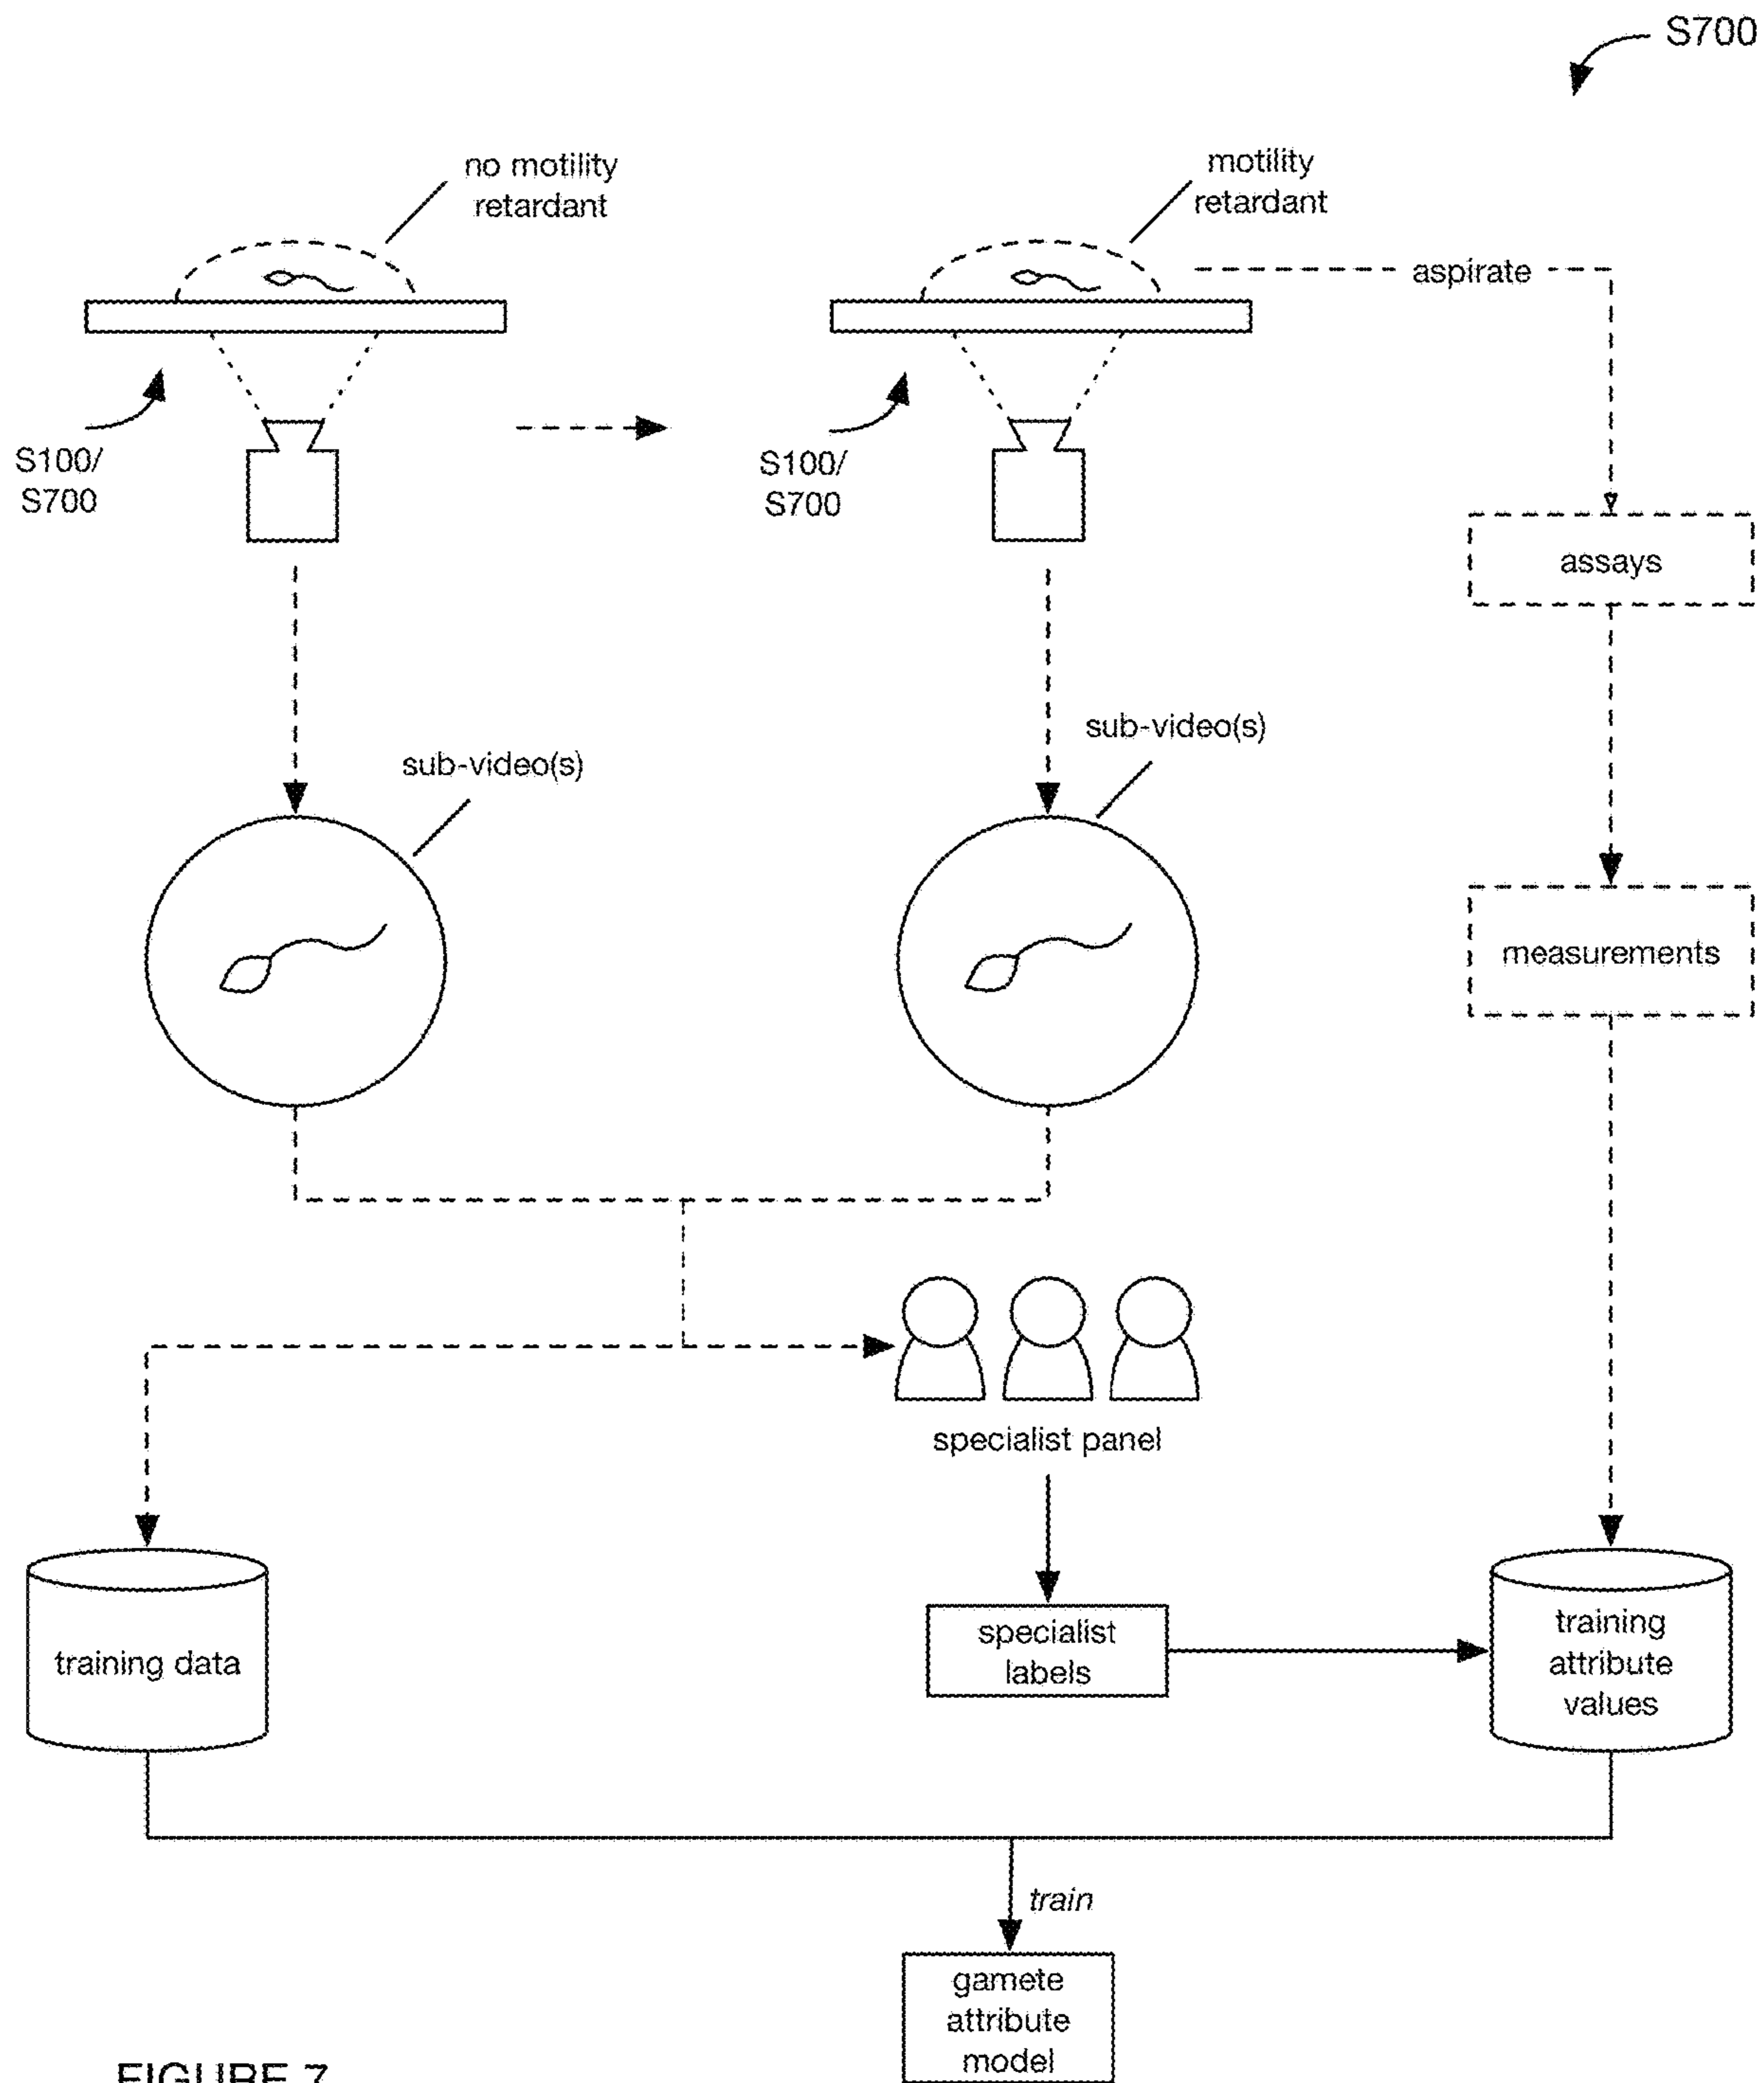 S700
no motility
retardant
motility
retardant
aspirate
S100/
S700
S100/
S700
assays
sub-video(s)
sub-video(s)
measurements
specialist panel
training data
specialist
labels
training
attribute
values
train
gamete
attribute
model
FIGURE 7